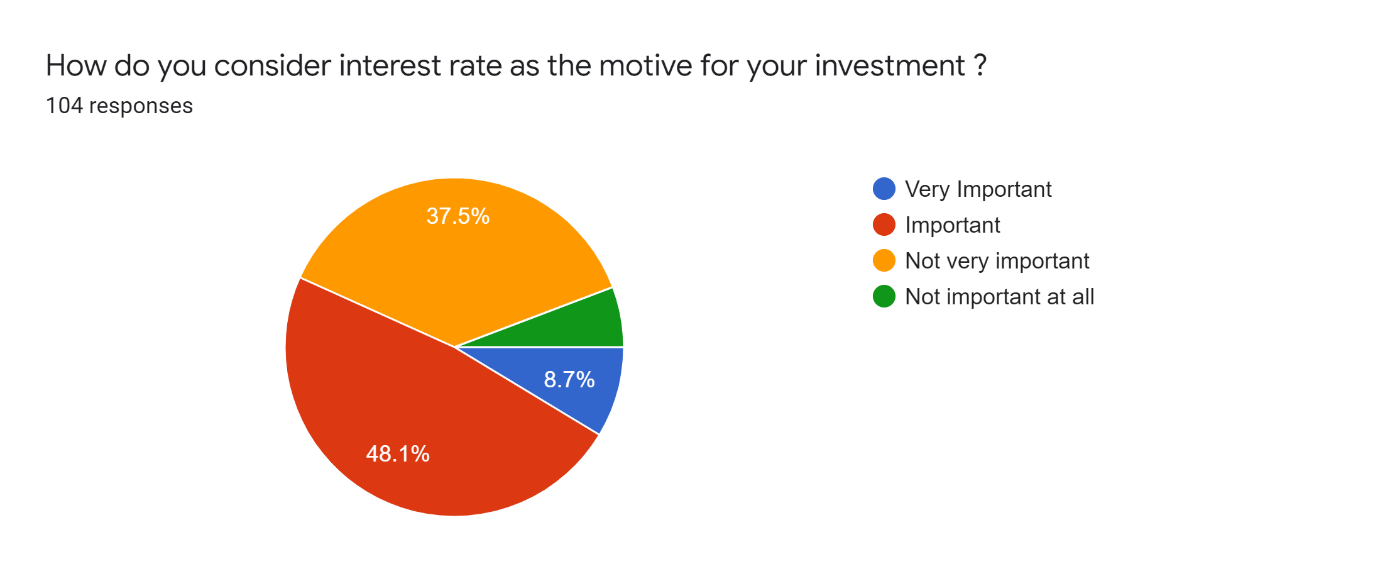 How do you consider interest rate as the motive for your investment ?
104 responses
37.5%
8.7%
48.1%
Very Important
Important
Not very important
Not important at all